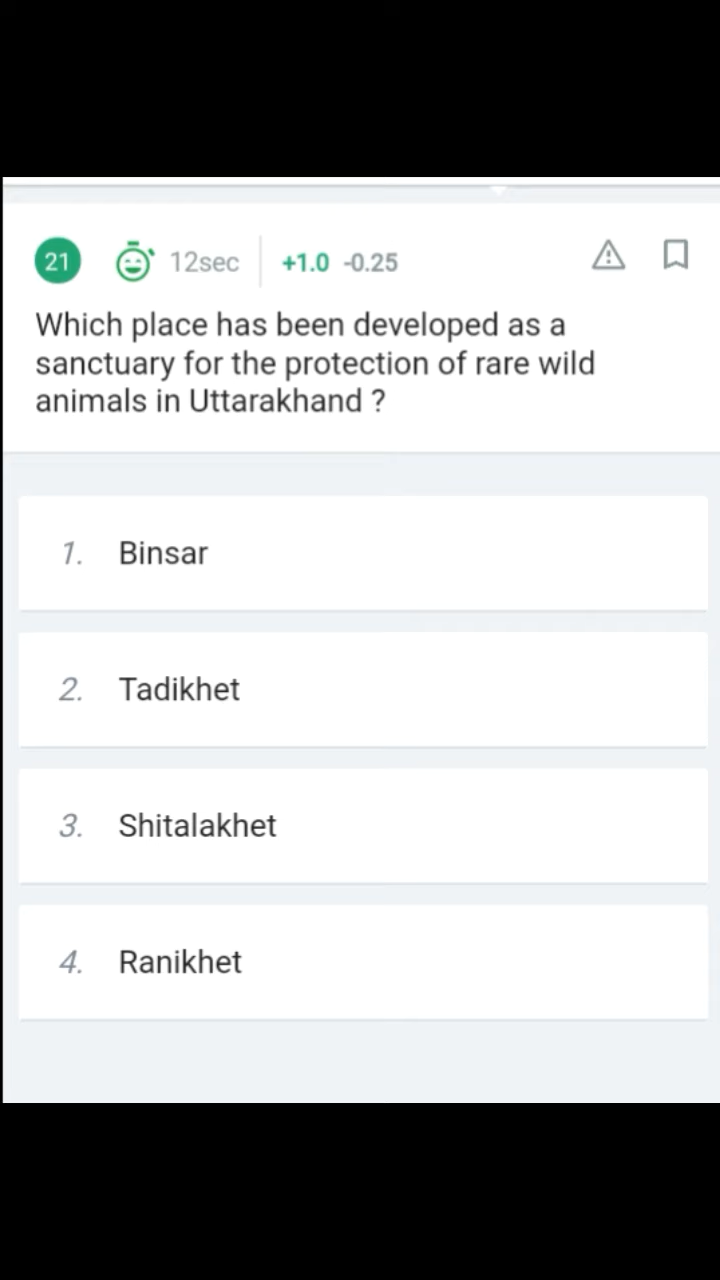 21 12sec +1.0 -0.25
Which place has been developed as a
sanctuary for the protection of rare wild
animals in Uttarakhand ?
1. Binsar
2. Tadikhet
3. Shitalakhet
4. Ranikhet